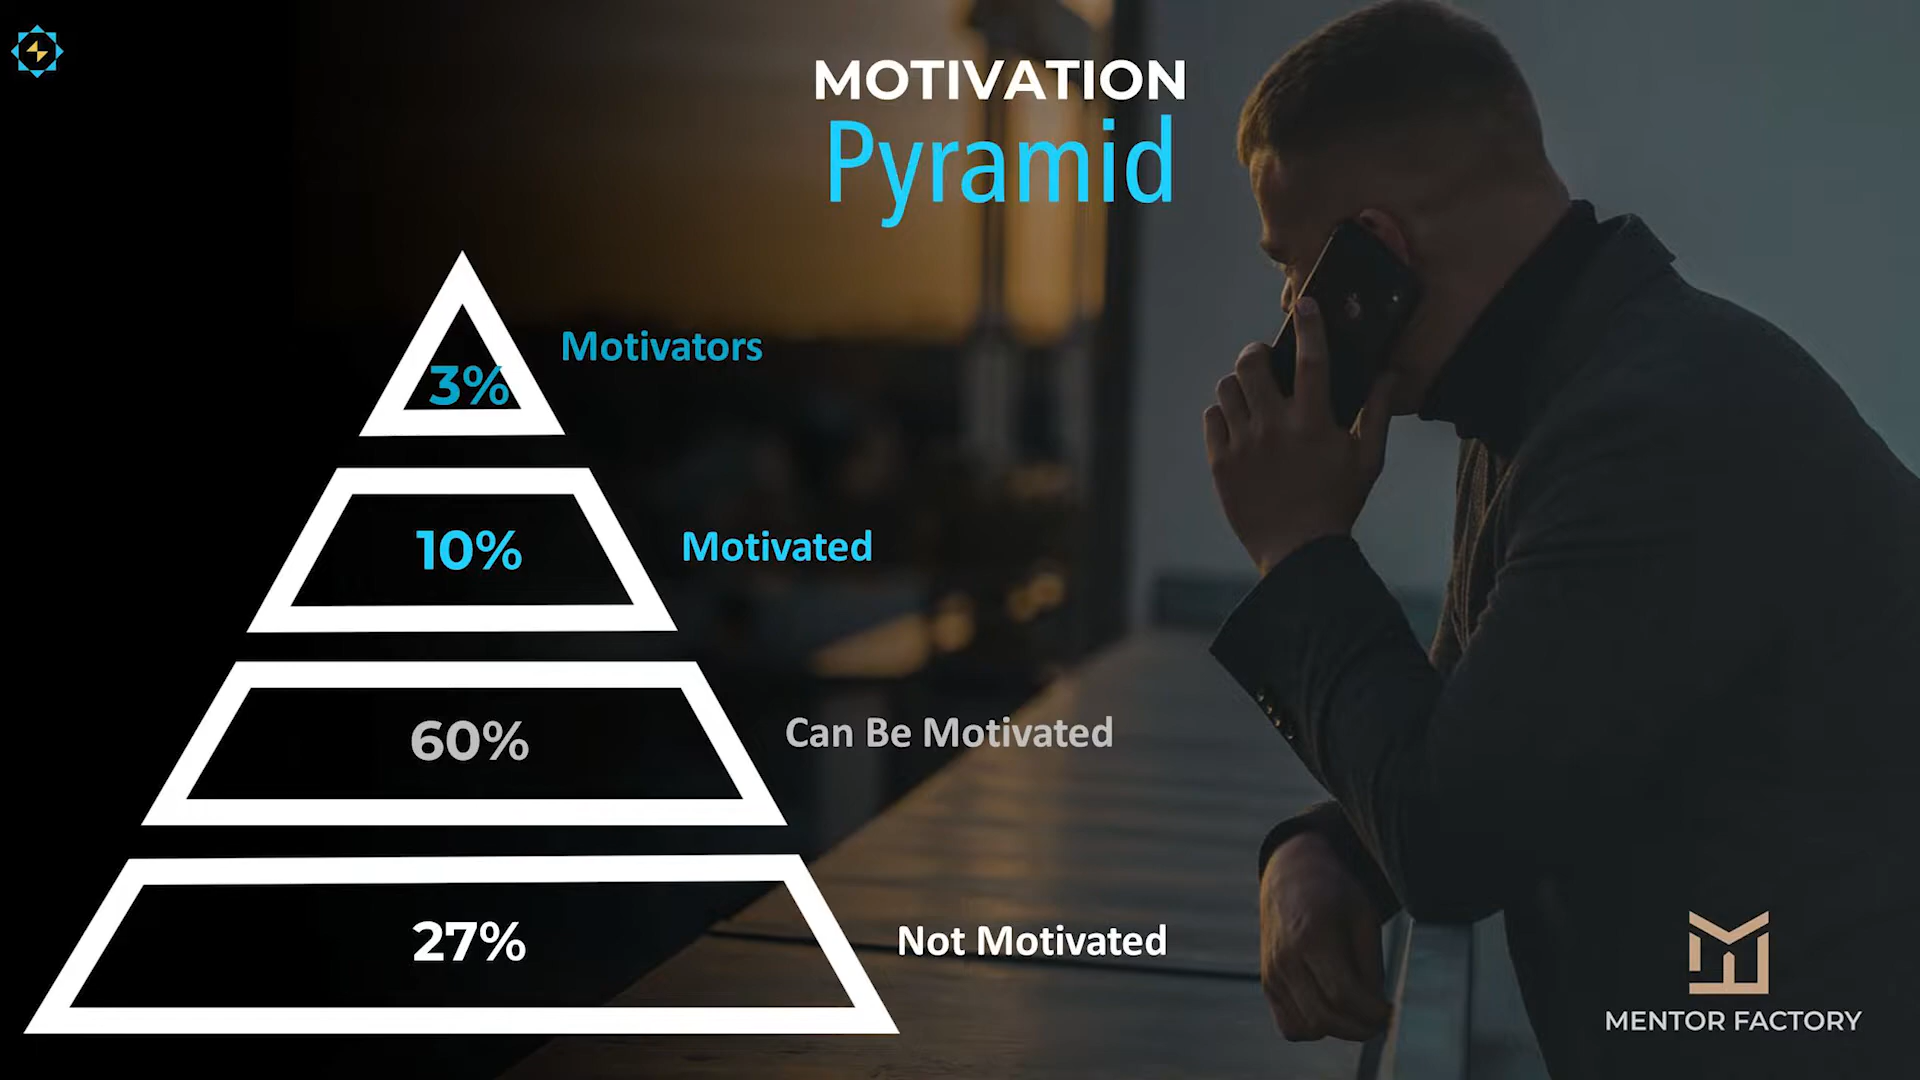 MOTIVATION
Pyramid
Motivators
3%
10%
Motivated
60%
Can Be Motivated
27%
Not Motivated
MENTOR FACTORY